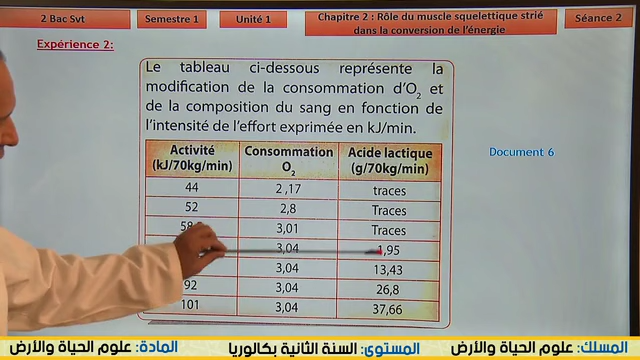 2 Bac Svt
Semestre 1
Unité 1
Chapitre 2 : Rôle du muscle squelettique strié
dans la conversion de l'énergie
Séance 2
Expérience 2:
Le tableau ci-dessous représente la
modification de la consommation d'O2 et
de la composition du sang en fonction de
l'intensité de l'effort exprimée en kJ/min.
Activité Consommation Acide lactique
(kJ/70kg/min) O2 (g/70kg/min)
44 2,17 traces
52 2,8 Traces
3,01 Traces
3,04 1,95
3,04 13,43
92 3,04 26,8
101 3,04 37,66
Document 6
المسلك: علوم الحياة والأرض المستوى: السنة الثانية بكالوريا المادة: علوم الحياة والأرض